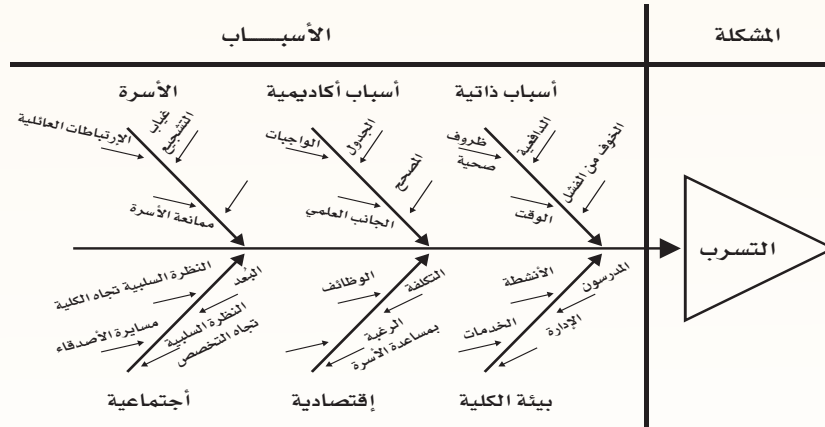 المشكلة
الأسبـــــاب
أسباب ذاتية
أسباب أكاديمية
الأسرة
ظروف
صحية
الدافعية
الخوف من الفشل
الوقت
الواجبات
الجدول
المصحح
الجانب العلمي
الإرتباطات العائلية
غياب
التشجيع
ممانعة الأسرة
التسرب
الأنشطة
المدرسون
الخدمات
الإدارة
الوظائف
التكلفة
الرغبة
بمساعدة الأسرة
النظرة السلبية تجاه الكلية
البُعد
مسايرة الأصدقاء
النظرة السلبية
تجاه التخصص
بيئة الكلية
إقتصادية
أجتماعية